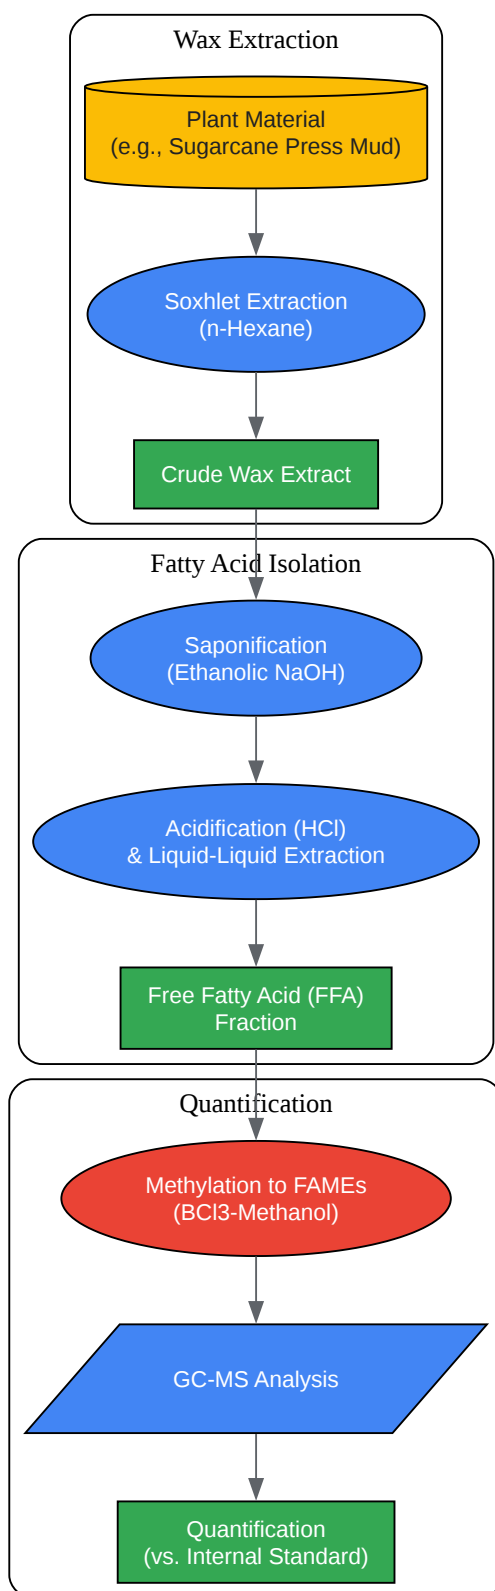 Wax Extraction
Plant Material
(e.g., Sugarcane Press Mud)
Soxhlet Extraction
(n-Hexane)
Crude Wax Extract
Fatty Acid Isolation
Saponification
(Ethanolic NaOH)
Acidification (HCl)
& Liquid-Liquid Extraction
Free Fatty Acid (FFA)
Fraction
Quantification
Methylation to FAMEs
(BCl3-Methanol)
GC-MS Analysis
Quantification
(vs. Internal Standard)